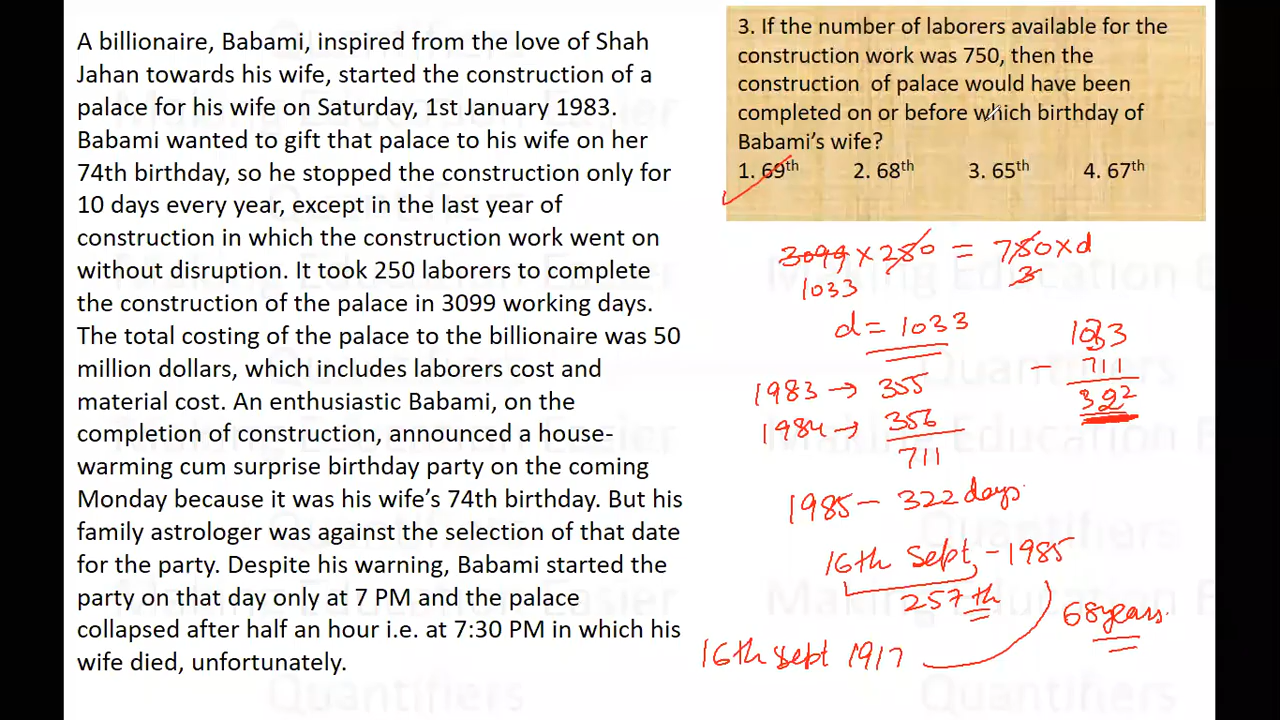 A billionaire, Babami, inspired from the love of Shah
Jahan towards his wife, started the construction of a
palace for his wife on Saturday, 1st January 1983.
Babami wanted to gift that palace to his wife on her
74th birthday, so he stopped the construction only for
10 days every year, except in the last year of
construction in which the construction work went on
without disruption. It took 250 laborers to complete
the construction of the palace in 3099 working days.
The total costing of the palace to the billionaire was 50
million dollars, which includes laborers cost and
material cost. An enthusiastic Babami, on the
completion of construction, announced a house-
warming cum surprise birthday party on the coming
Monday because it was his wife's 74th birthday. But his
family astrologer was against the selection of that date
for the party. Despite his warning, Babami started the
party on that day only at 7 PM and the palace
collapsed after half an hour i.e. at 7:30 PM in which his
wife died, unfortunately.
3. If the number of laborers available for the
construction work was 750, then the
construction of palace would have been
completed on or before which birthday of
Babami's wife?
1. 69th 2. 68th 3. 65th 4. 67th
3099 × 250 = 750 × d
1033 3
d = 1033
1983 → 355
1984 → 356
711
1033
- 711
322
1985 - 322 days
16th Sept - 1985
257th
68 years
16th Sept 1917
Quantifiers
Quantifiers
Quantifiers
Quantifiers